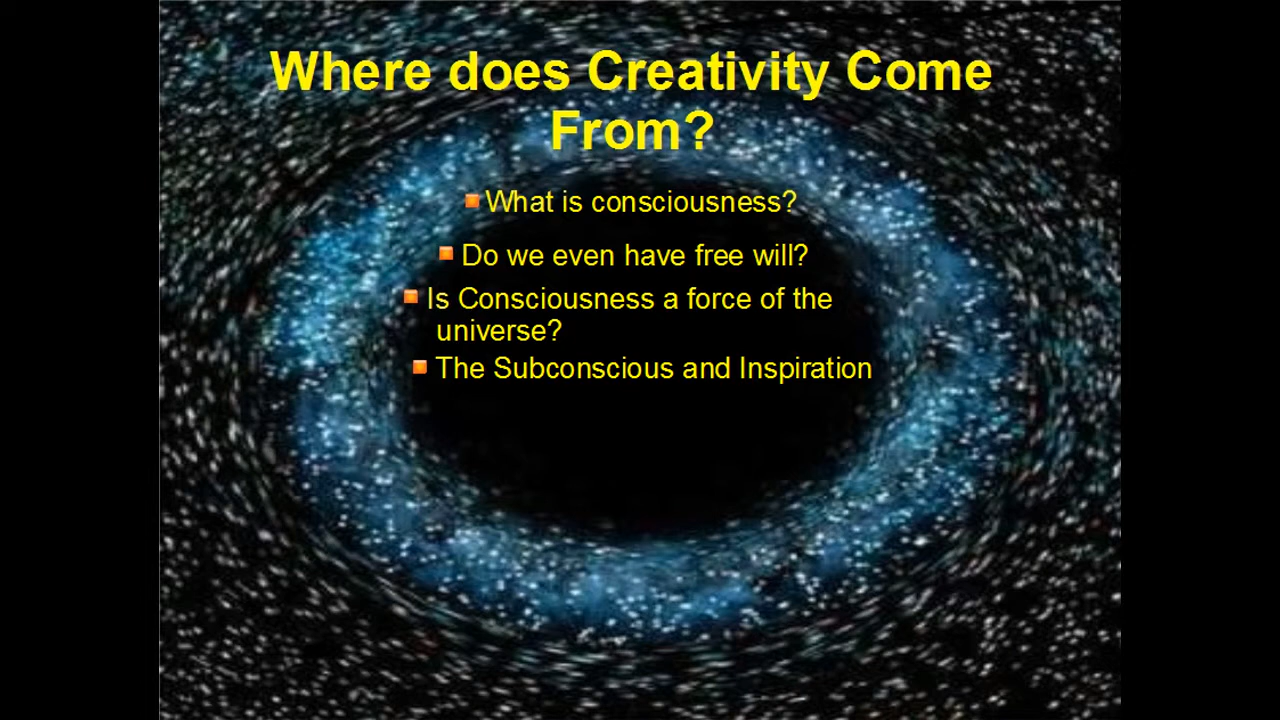 Where does Creativity Come
From?
What is consciousness?
Do we even have free will?
Is Consciousness a force of the
universe?
The Subconscious and Inspiration